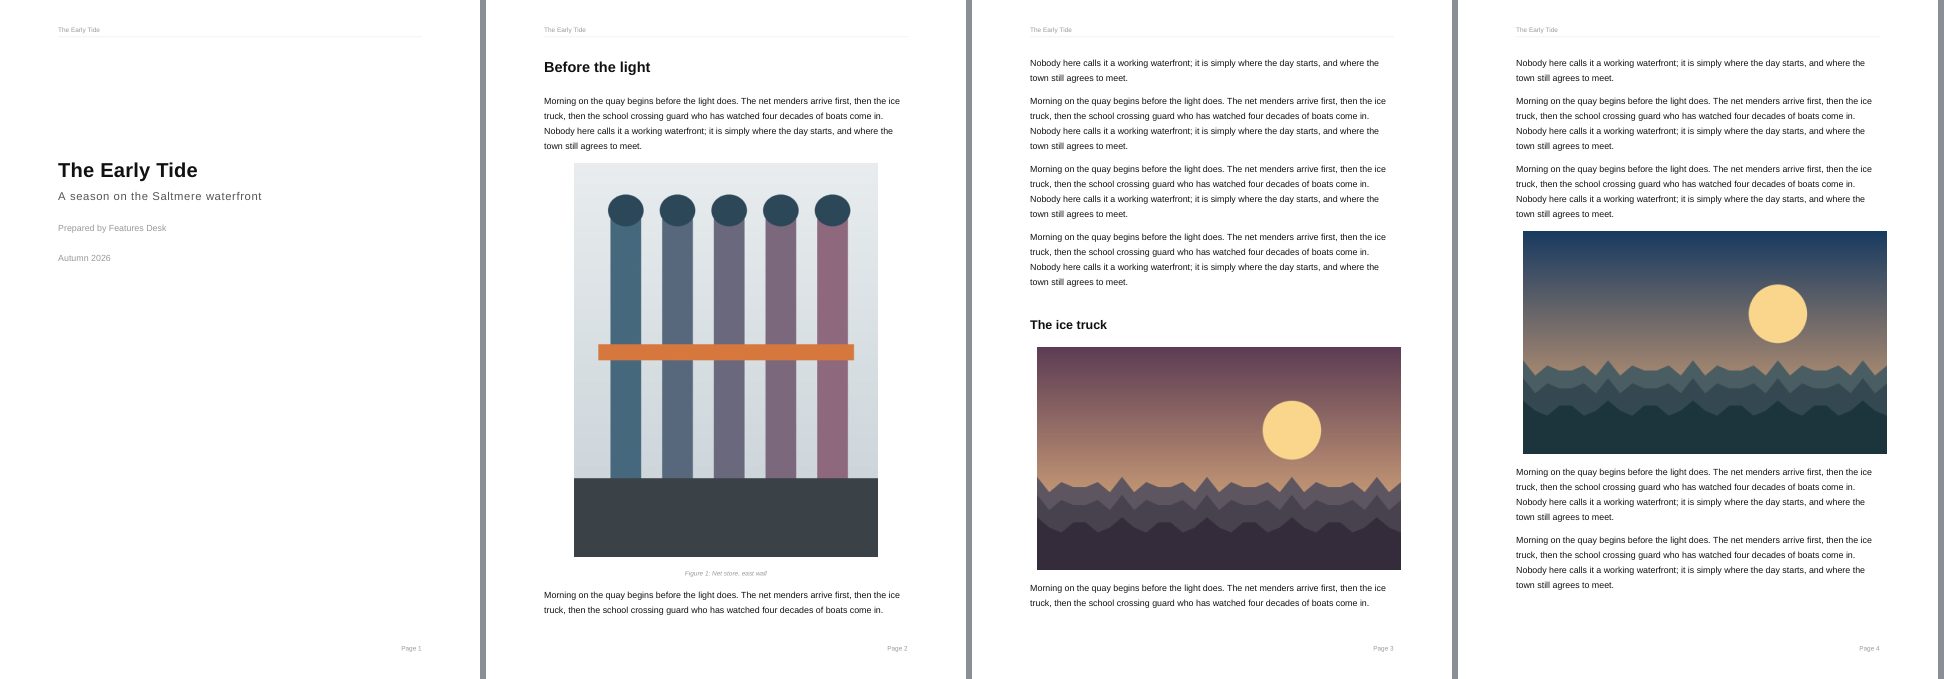 The Early Tide
The Early Tide
A season on the Saltmere waterfront
Prepared by Features Desk
Autumn 2026
Page 1
The Early Tide
Before the light
Morning on the quay begins before the light does. The net menders arrive first, then the ice
truck, then the school crossing guard who has watched four decades of boats come in.
Nobody here calls it a working waterfront; it is simply where the day starts, and where the
town still agrees to meet.
Figure 1: Net store, east wall
Morning on the quay begins before the light does. The net menders arrive first, then the ice
truck, then the school crossing guard who has watched four decades of boats come in.
Page 2
The Early Tide
Nobody here calls it a working waterfront; it is simply where the day starts, and where the
town still agrees to meet.
Morning on the quay begins before the light does. The net menders arrive first, then the ice
truck, then the school crossing guard who has watched four decades of boats come in.
Nobody here calls it a working waterfront; it is simply where the day starts, and where the
town still agrees to meet.
Morning on the quay begins before the light does. The net menders arrive first, then the ice
truck, then the school crossing guard who has watched four decades of boats come in.
Nobody here calls it a working waterfront; it is simply where the day starts, and where the
town still agrees to meet.
Morning on the quay begins before the light does. The net menders arrive first, then the ice
truck, then the school crossing guard who has watched four decades of boats come in.
Nobody here calls it a working waterfront; it is simply where the day starts, and where the
town still agrees to meet.
The ice truck
Morning on the quay begins before the light does. The net menders arrive first, then the ice
truck, then the school crossing guard who has watched four decades of boats come in.
Page 3
The Early Tide
Nobody here calls it a working waterfront; it is simply where the day starts, and where the
town still agrees to meet.
Morning on the quay begins before the light does. The net menders arrive first, then the ice
truck, then the school crossing guard who has watched four decades of boats come in.
Nobody here calls it a working waterfront; it is simply where the day starts, and where the
town still agrees to meet.
Morning on the quay begins before the light does. The net menders arrive first, then the ice
truck, then the school crossing guard who has watched four decades of boats come in.
Nobody here calls it a working waterfront; it is simply where the day starts, and where the
town still agrees to meet.
Morning on the quay begins before the light does. The net menders arrive first, then the ice
truck, then the school crossing guard who has watched four decades of boats come in.
Nobody here calls it a working waterfront; it is simply where the day starts, and where the
town still agrees to meet.
Morning on the quay begins before the light does. The net menders arrive first, then the ice
truck, then the school crossing guard who has watched four decades of boats come in.
Nobody here calls it a working waterfront; it is simply where the day starts, and where the
town still agrees to meet.
Page 4